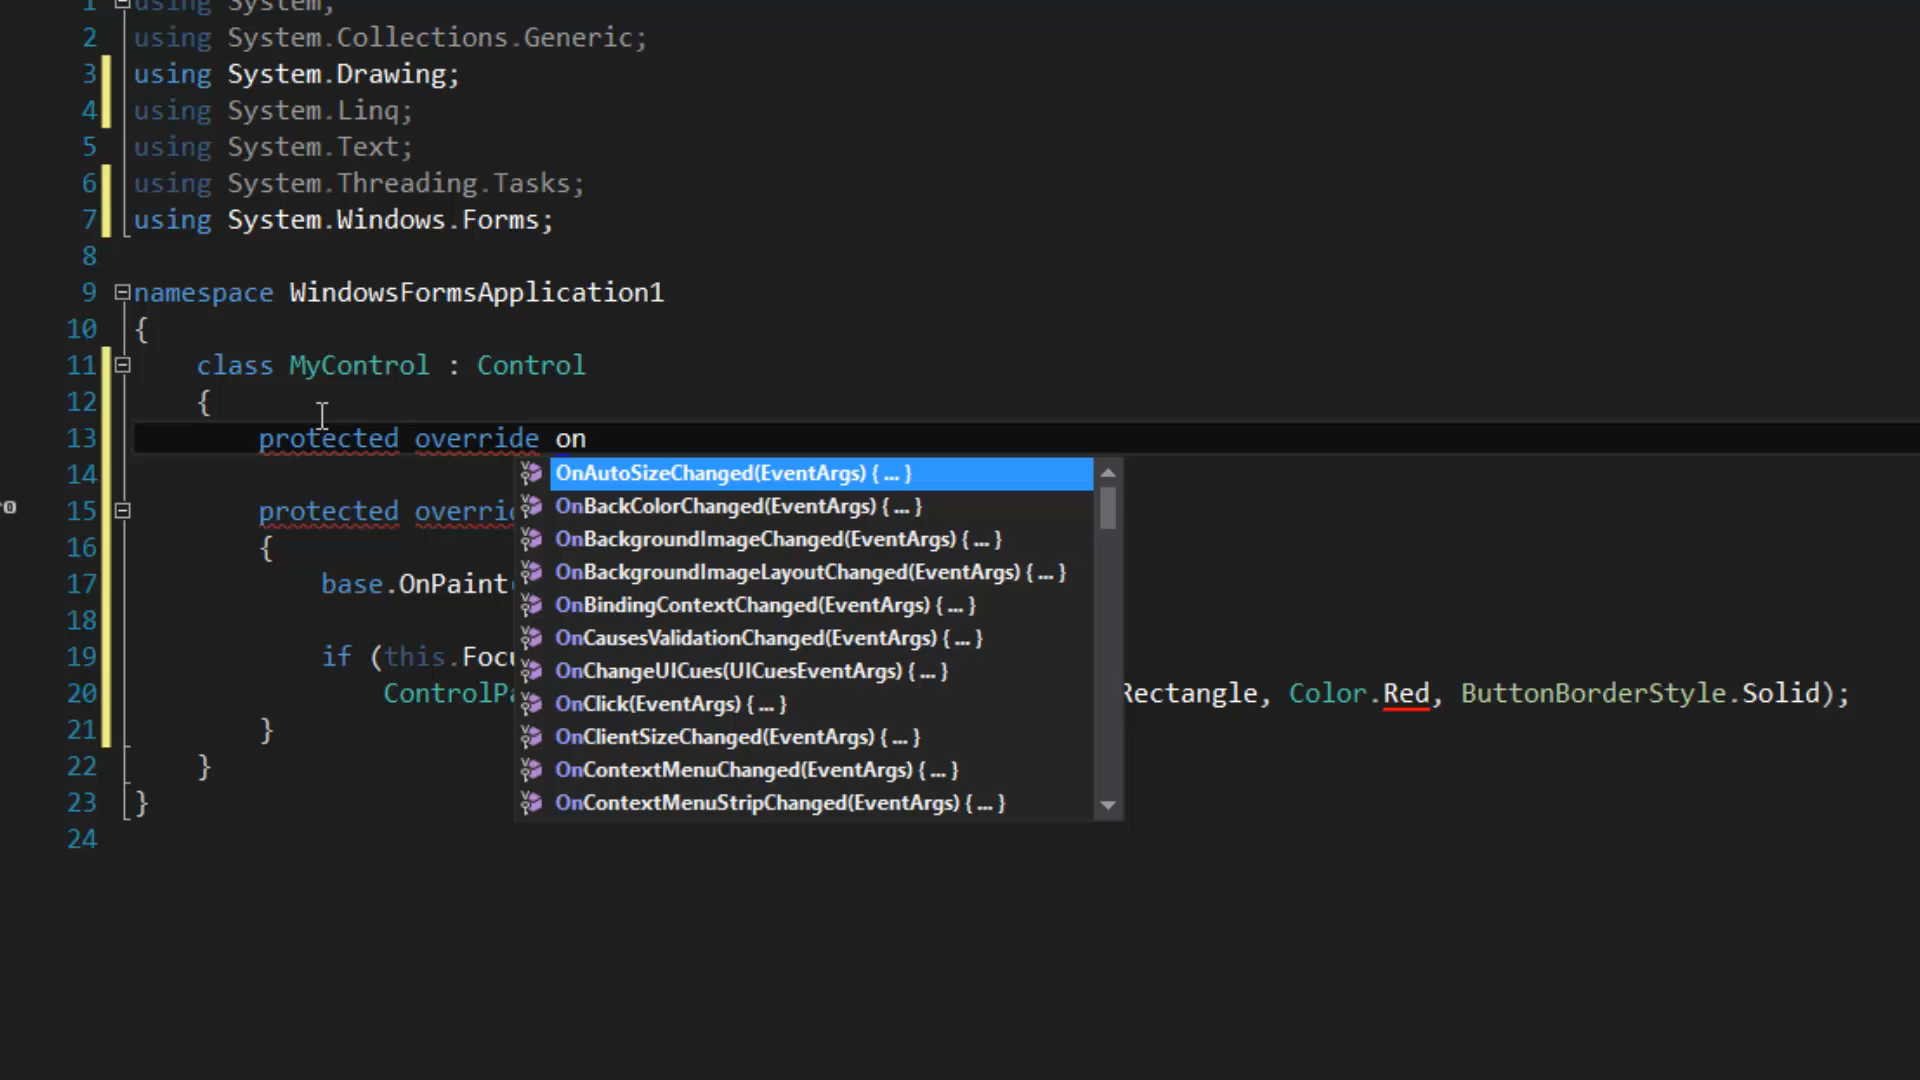 1 using System;
2 using System.Collections.Generic;
3 using System.Drawing;
4 using System.Linq;
5 using System.Text;
6 using System.Threading.Tasks;
7 using System.Windows.Forms;
8
9 namespace WindowsFormsApplication1
10 {
11 class MyControl : Control
12 {
13 protected override on
14 OnAutoSizeChanged(EventArgs) { ... }
OnBackColorChanged(EventArgs) { ... }
15 protected
OnBackgroundImageChanged(EventArgs) { ... }
16 {
OnBackgroundImageLayoutChanged(EventArgs) { ... }
17 base.OnPaint
OnBindingContextChanged(EventArgs) { ... }
18
OnCausesValidationChanged(EventArgs) { ... }
19 if (this.
OnChangeUICues(UICuesEventArgs) { ... }
20 Rectangle, Color.Red, ButtonBorderStyle.Solid);
OnClick(EventArgs) { ... }
21 }
OnClientSizeChanged(EventArgs) { ... }
22 }
OnContextMenuChanged(EventArgs) { ... }
23 }
OnContextMenuStripChanged(EventArgs) { ... }
24